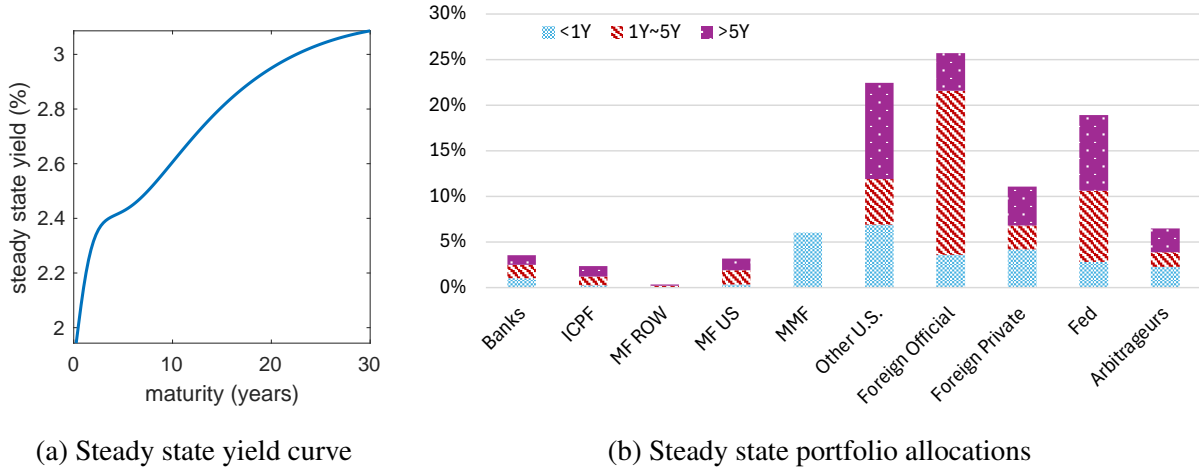 steady state yield (%)
3
2.8
2.6
2.4
2.2
2
0
10
20
30
maturity (years)
(a) Steady state yield curve
30%
25%
20%
15%
10%
5%
0%
<1Y 1Y~5Y >5Y
Banks
ICPF
MF ROW
MF US
MMF
Other U.S.
Foreign Official
Foreign Private
Fed
Arbitrageurs
(b) Steady state portfolio allocations